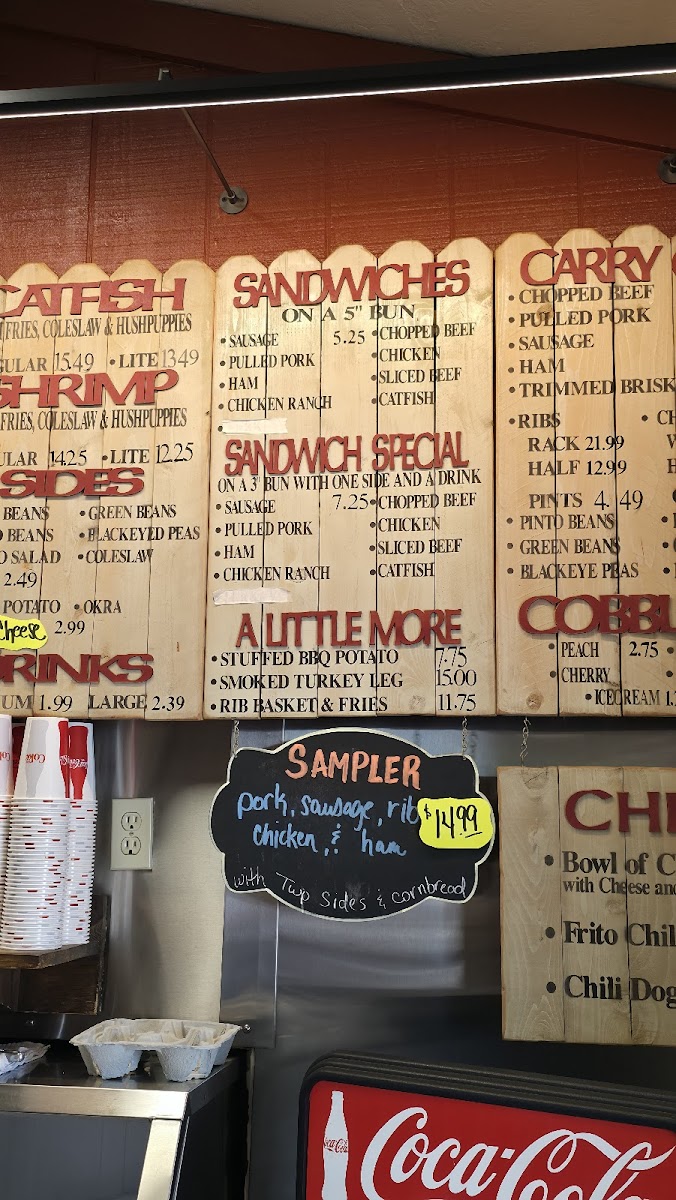 CATFISH
FRIES, COLESLAW & HUSHPUPPIES
15.49 • LITE 13.49
SHRIMP
FRIES, COLESLAW & HUSHPUPPIES
14.25 • LITE 12.25
SIDES
BEANS • GREEN BEANS
BEANS • BLACKEYED PEAS
SALAD • COLESLAW
2.49
POTATO • OKRA
Cheese 2.99
DRINKS
1.99 LARGE 2.39
SANDWICHES
ON A 5" BUN
• SAUSAGE 5.25 • CHOPPED BEEF
• PULLED PORK • CHICKEN
• HAM • SLICED BEEF
• CHICKEN RANCH • CATFISH
•
SANDWICH SPECIAL
ON A 3" BUN WITH ONE SIDE AND A DRINK
• SAUSAGE 7.25 • CHOPPED BEEF
• PULLED PORK • CHICKEN
• HAM • SLICED BEEF
• CHICKEN RANCH • CATFISH
A LITTLE MORE
• STUFFED BBQ POTATO 7.75
• SMOKED TURKEY LEG 15.00
• RIB BASKET & FRIES 11.75
CARRY
• CHOPPED BEEF
• PULLED PORK
• SAUSAGE
• HAM
• TRIMMED BRISK
• RIBS •
RACK 21.99
HALF 12.99
PINTS 4.49
• PINTO BEANS
• GREEN BEANS
• BLACKEYE PEAS
COBBL
• PEACH 2.75
• CHERRY
• ICECREAM
SAMPLER
pork, sausage, rib $14.99
chicken, & ham
with Two Sides & cornbread
CHI
• Bowl of C
with Cheese and
• Frito Chil
• Chili Dog
Coca-Cola
Coca-Col